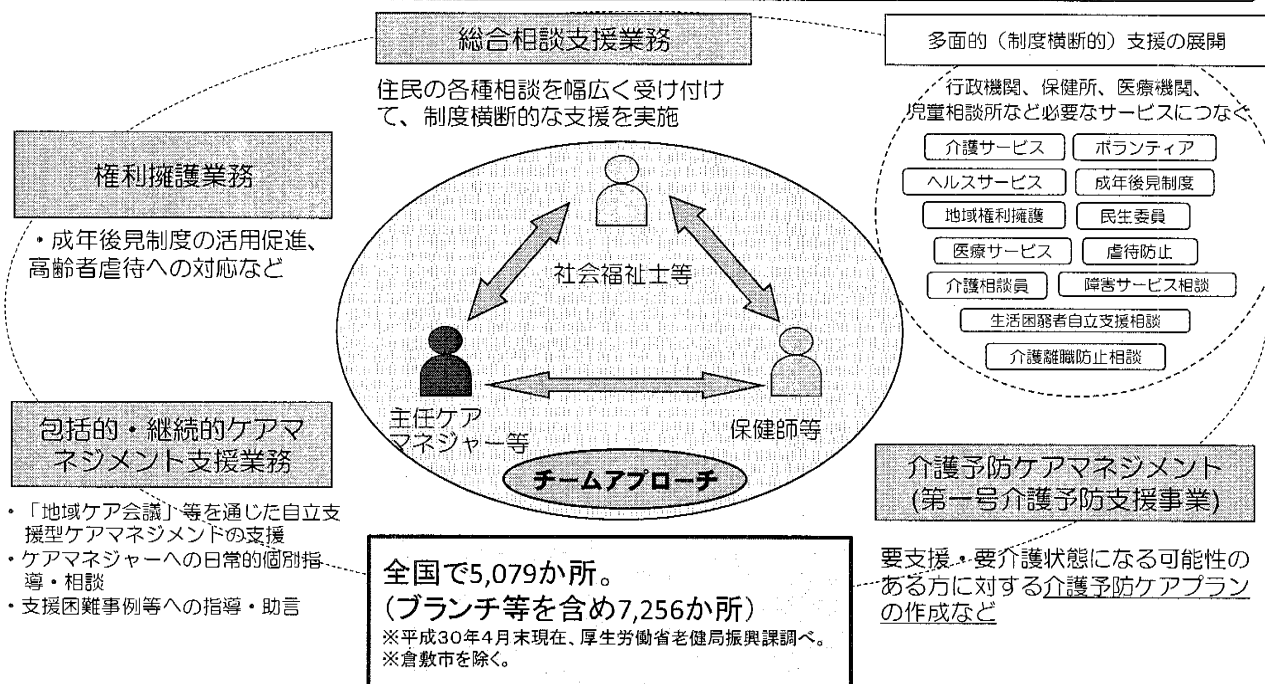 総合相談支援業務
住民の各種相談を幅広く受け付け
て、制度横断的な支援を実施
多面的（制度横断的）支援の展開
行政機関、保健所、医療機関、
児童相談所など必要なサービスにつなぐ
介護サービス
ボランティア
ヘルスサービス
成年後見制度
地域権利擁護
民生委員
医療サービス
虐待防止
介護相談員
障害サービス相談
生活困窮者自立支援相談
介護離職防止相談
権利擁護業務
・成年後見制度の活用促進、
高齢者虐待への対応など
社会福祉士等
主任ケア
マネジャー等
保健師等
チームアプローチ
包括的・継続的ケアマ
ネジメント支援業務
・「地域ケア会議」等を通じた自立支
援型ケアマネジメントの支援
・ケアマネジャーへの日常的個別指
導・相談
・支援困難事例等への指導・助言
介護予防ケアマネジメント
(第一号介護予防支援事業)
要支援・要介護状態になる可能性の
ある方に対する介護予防ケアプラン
の作成など
全国で5,079か所。
（ブランチ等を含め7,256か所）
※平成30年4月末現在、厚生労働省老健局振興課調べ。
※倉敷市を除く。